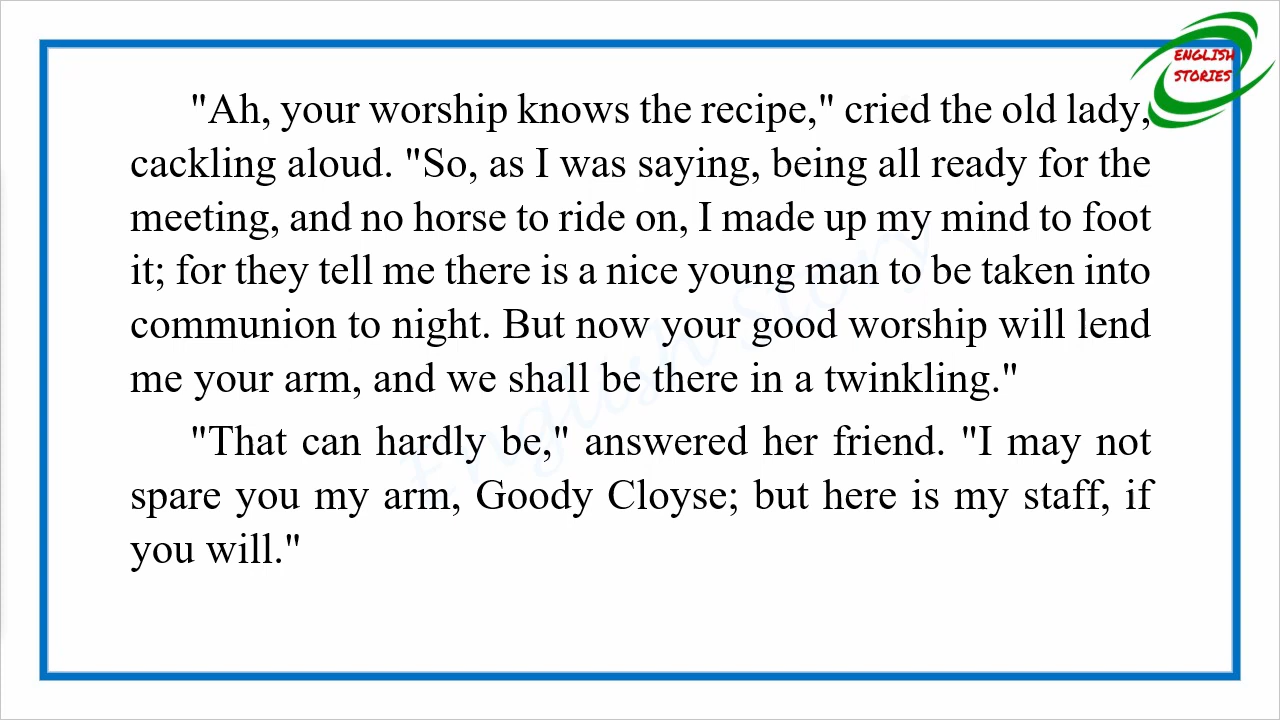 ENGLISH
STORIES
"Ah, your worship knows the recipe," cried the old lady,
cackling aloud. "So, as I was saying, being all ready for the
meeting, and no horse to ride on, I made up my mind to foot
it; for they tell me there is a nice young man to be taken into
communion to night. But now your good worship will lend
me your arm, and we shall be there in a twinkling."
"That can hardly be," answered her friend. "I may not
spare you my arm, Goody Cloyse; but here is my staff, if
you will."
English Story